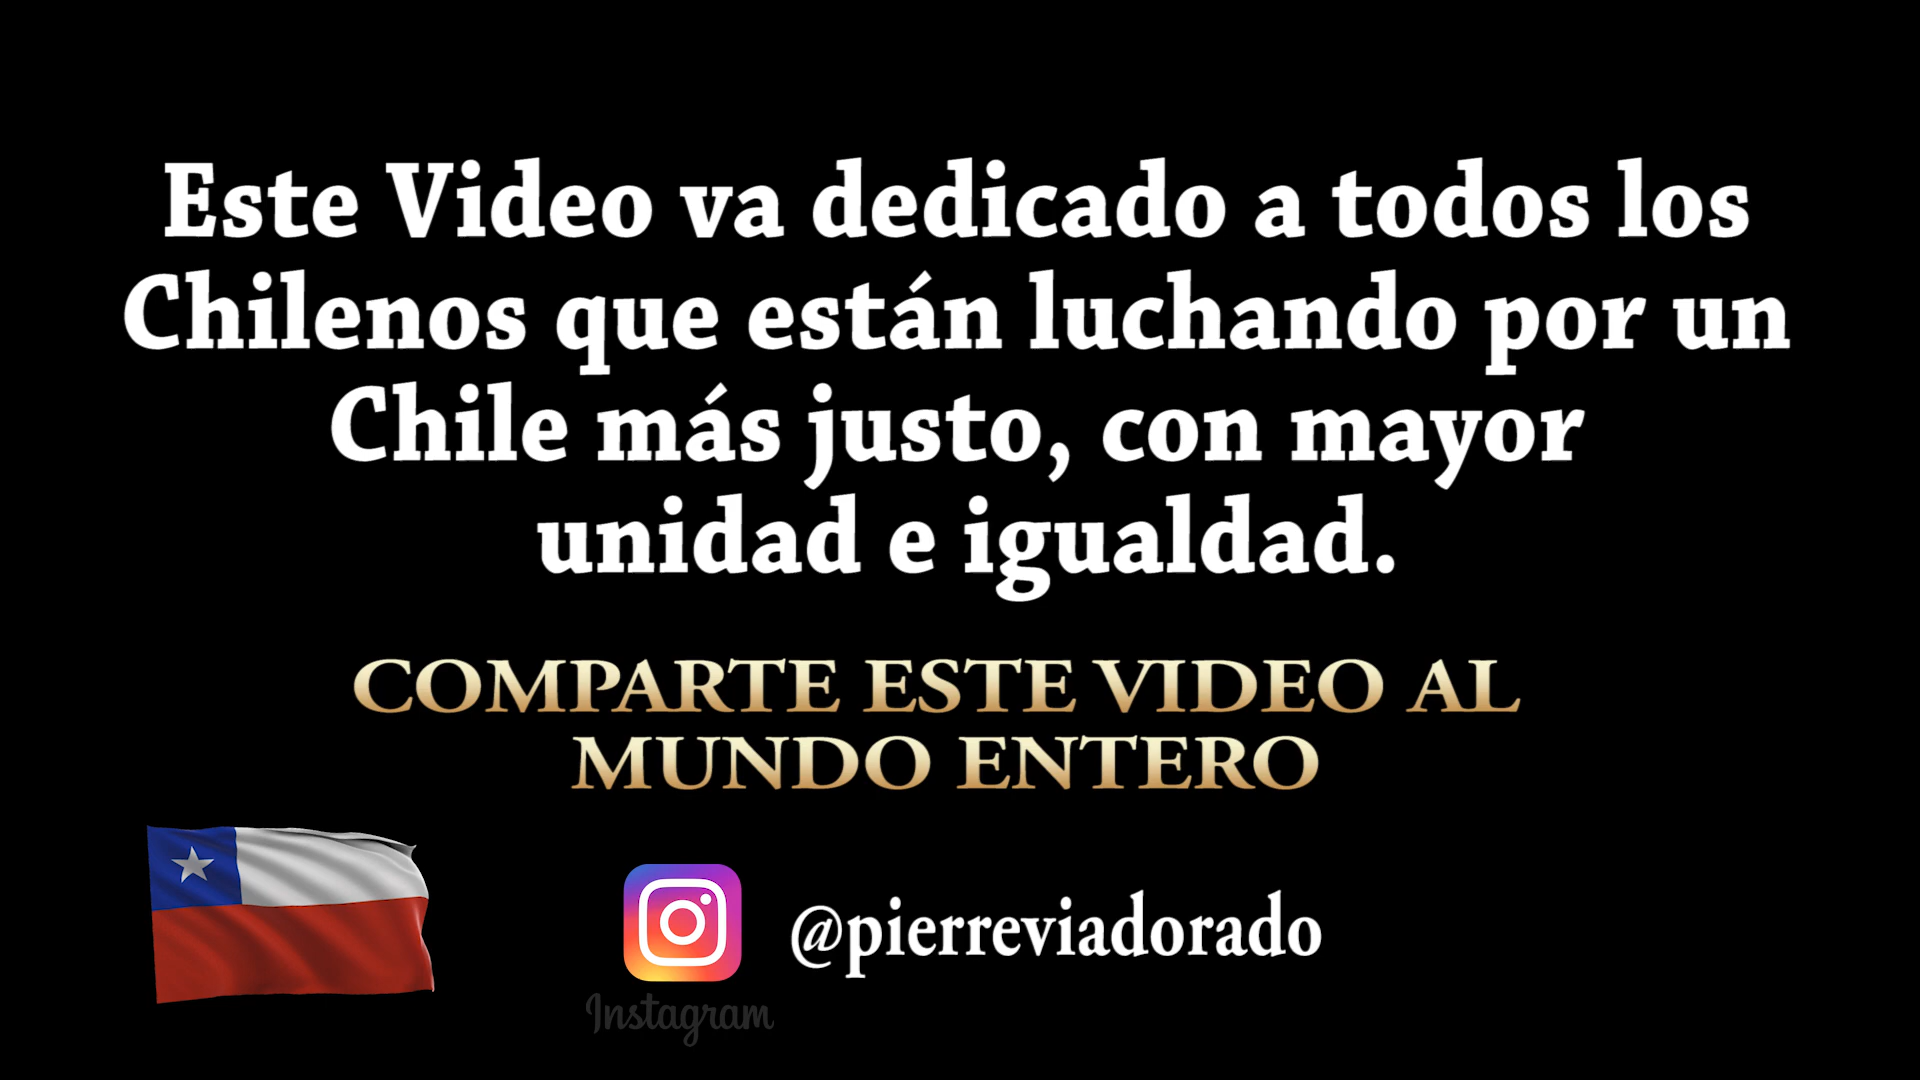 Este Video va dedicado a todos los
Chilenos que están luchando por un
Chile más justo, con mayor
unidad e igualdad.
COMPARTE ESTE VIDEO AL
MUNDO ENTERO
@pierreviadorado
Instagram